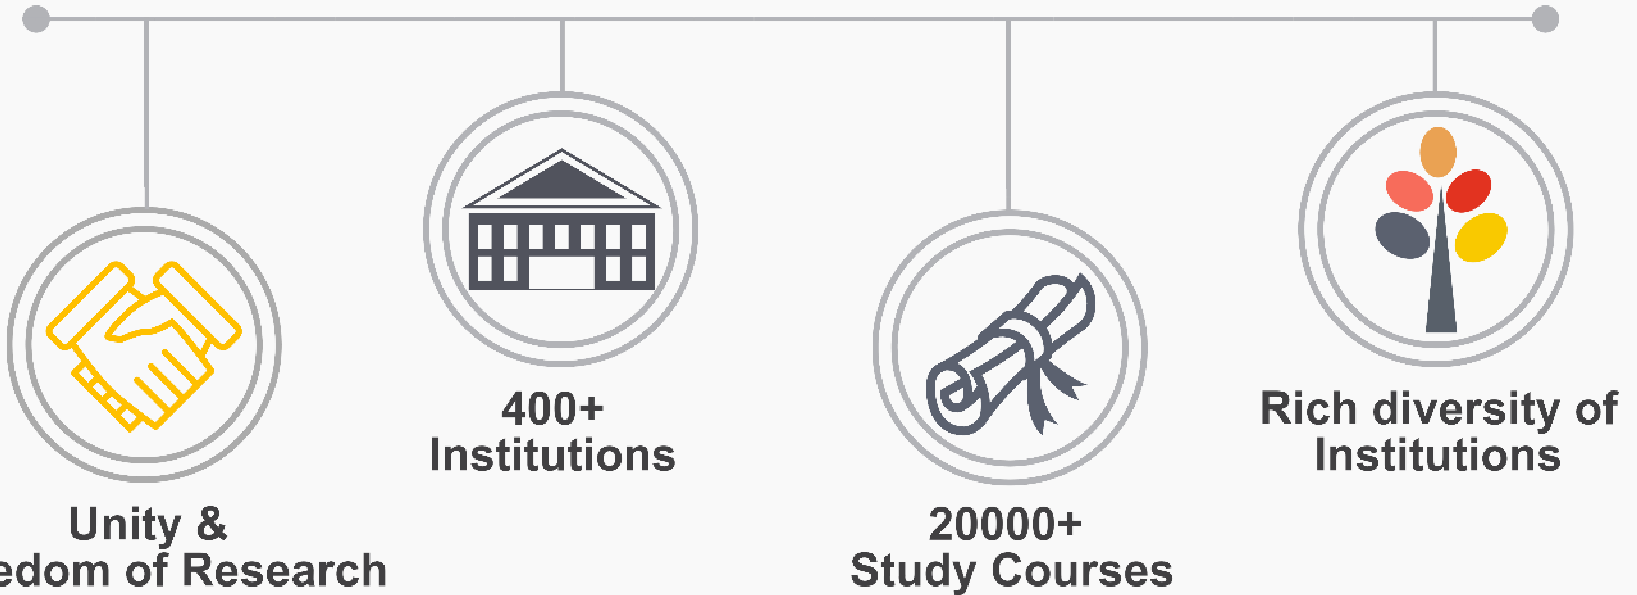 Unity &
edom of Research
400+
Institutions
20000+
Study Courses
Rich diversity of
Institutions